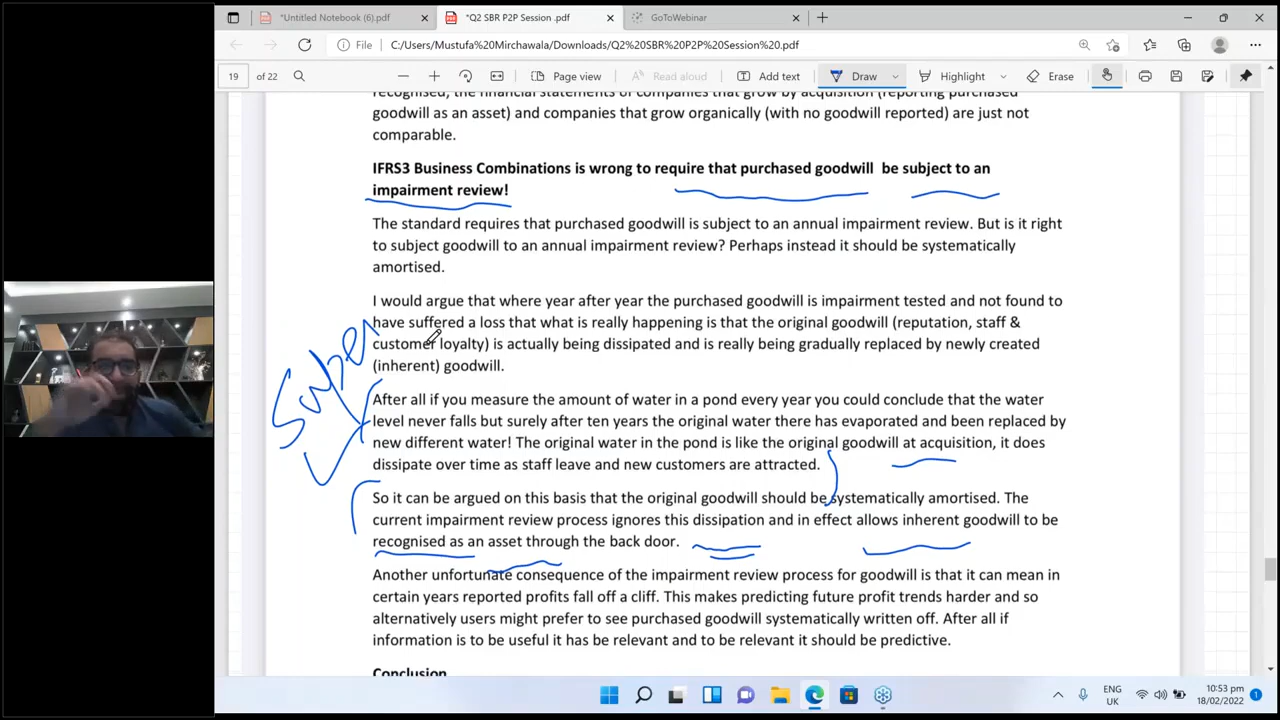 *Untitled Notebook (6).pdf
*Q2 SBR P2P Session .pdf
GoToWebinar
File
C:/Users/Mustufa%20Mirchawala/Downloads/Q2%20SBR%20P2P%20Session%20.pdf
19 of 22
Page view
Read aloud
Add text
Draw
Highlight
Erase
recognised, the financial statements of companies that grow by acquisition (reporting purchased
goodwill as an asset) and companies that grow organically (with no goodwill reported) are just not
comparable.
IFRS3 Business Combinations is wrong to require that purchased goodwill be subject to an
impairment review!
The standard requires that purchased goodwill is subject to an annual impairment review. But is it right
to subject goodwill to an annual impairment review? Perhaps instead it should be systematically
amortised.
I would argue that where year after year the purchased goodwill is impairment tested and not found to
have suffered a loss that what is really happening is that the original goodwill (reputation, staff &
customer loyalty) is actually being dissipated and is really being gradually replaced by newly created
(inherent) goodwill.
Super
After all if you measure the amount of water in a pond every year you could conclude that the water
level never falls but surely after ten years the original water there has evaporated and been replaced by
new different water! The original water in the pond is like the original goodwill at acquisition, it does
dissipate over time as staff leave and new customers are attracted.
So it can be argued on this basis that the original goodwill should be systematically amortised. The
current impairment review process ignores this dissipation and in effect allows inherent goodwill to be
recognised as an asset through the back door.
Another unfortunate consequence of the impairment review process for goodwill is that it can mean in
certain years reported profits fall off a cliff. This makes predicting future profit trends harder and so
alternatively users might prefer to see purchased goodwill systematically written off. After all if
information is to be useful it has be relevant and to be relevant it should be predictive.
Conclusion
ENG
UK
10:53 pm
18/02/2022
1